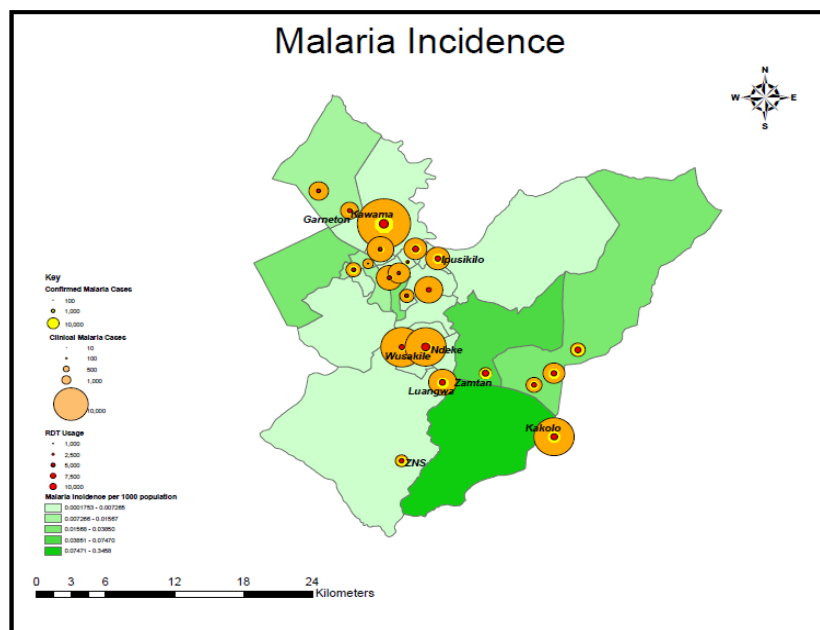 Malaria Incidence
N
W E
S
Garneton
Kawama
Ipusikilo
Wusakile
Ndeke
Luangwa
Zamtan
Kakolo
ZNS
Key
Confirmed Malaria Cases
100
1,000
10,000
Clinical Malaria Cases
10
100
500
1,000
10,000
RDT Usage
1,000
2,500
5,000
7,500
10,000
Malaria Incidence per 1000 population
0.0001753 - 0.007265
0.007266 - 0.01567
0.01568 - 0.03850
0.03851 - 0.07470
0.07471 - 0.3458
0 3 6 12 18 24
Kilometers